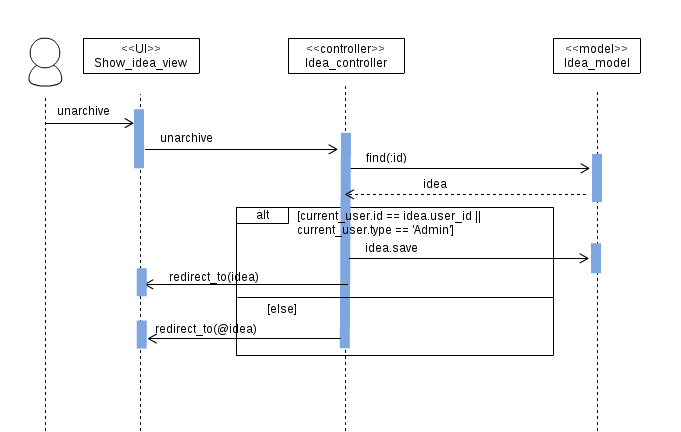 <<UI>>
Show_idea_view
<<controller>>
Idea_controller
<<model>>
Idea_model
unarchive
unarchive
find(:id)
idea
alt
[current_user.id == idea.user_id ||
current_user.type == 'Admin']
idea.save
redirect_to(idea)
[else]
redirect_to(@idea)